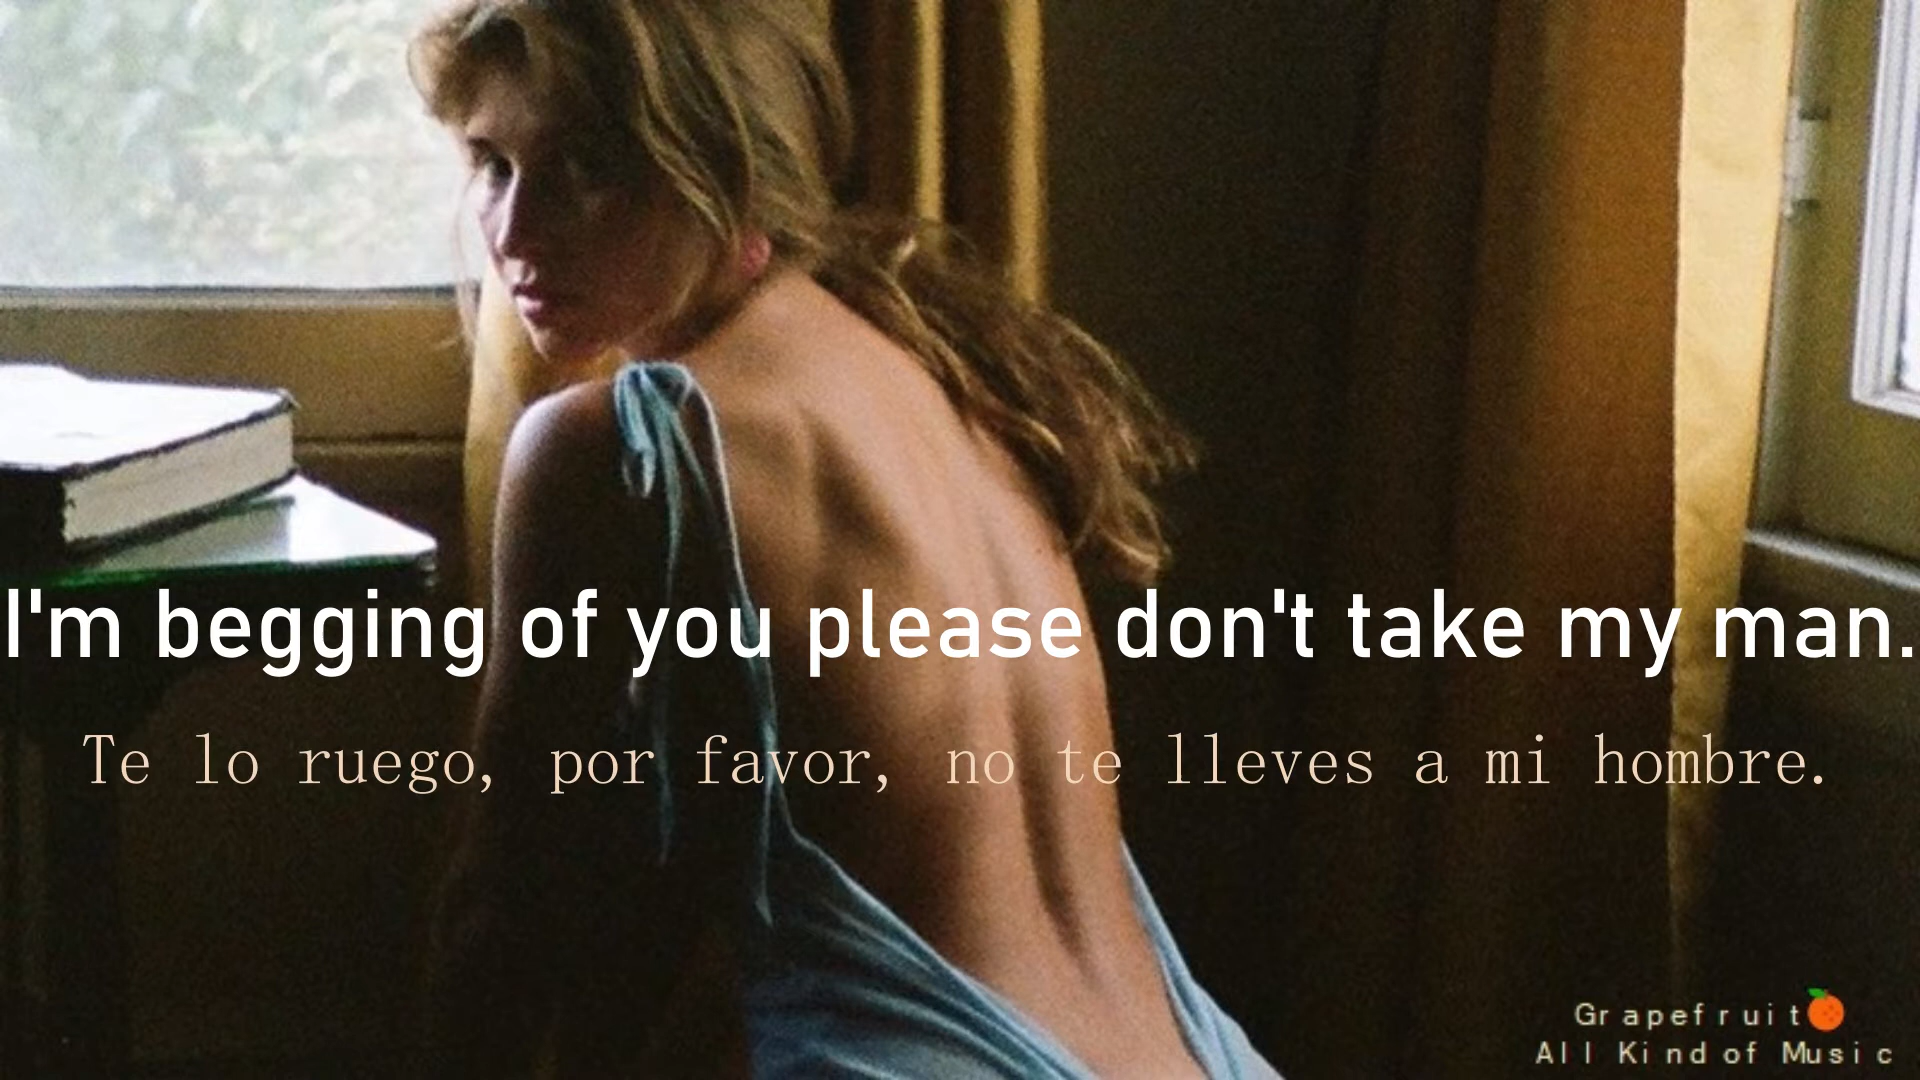 I'm begging of you please don't take my man.
Te lo ruego, por favor, no te lleves a mi hombre.
Grapefruit
All Kind of Music